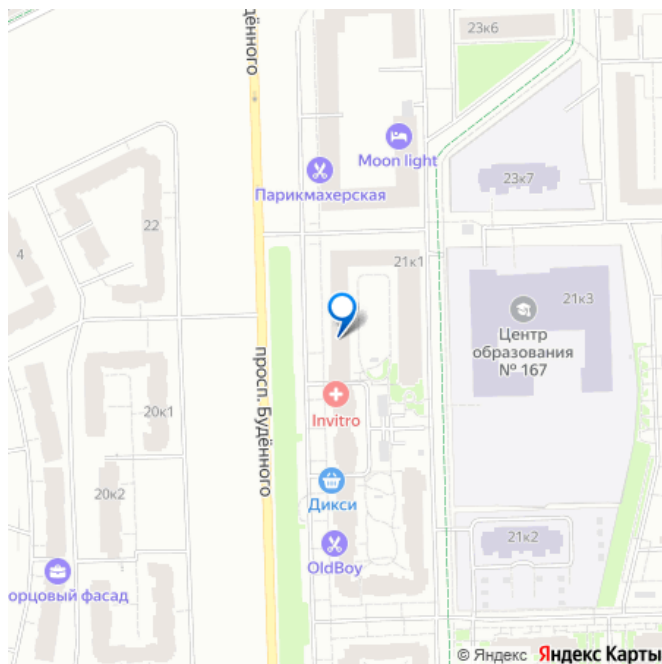 дённого
23к6
Moon light
Парикмахерская
23к7
22
4
21к1
21к3
Центр
образования
№ 167
просп. Будённого
20к1
Invitro
20к2
Дикси
21к2
OldBoy
орцовый фасад
© Яндекс Яндекс Карты